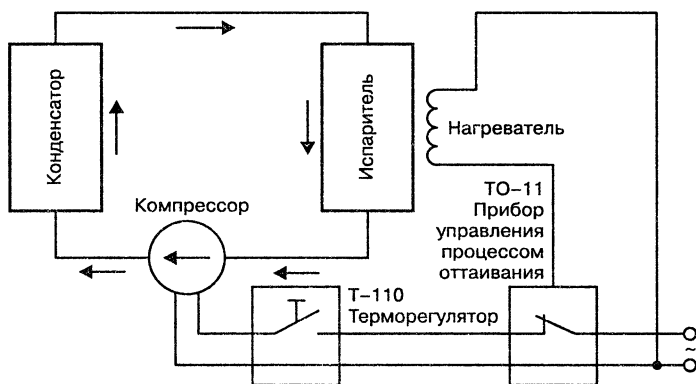 Конденсатор
Испаритель
Нагреватель
Компрессор
ТО–11
Прибор
управления
процессом
оттаивания
Т–110
Терморегулятор
~